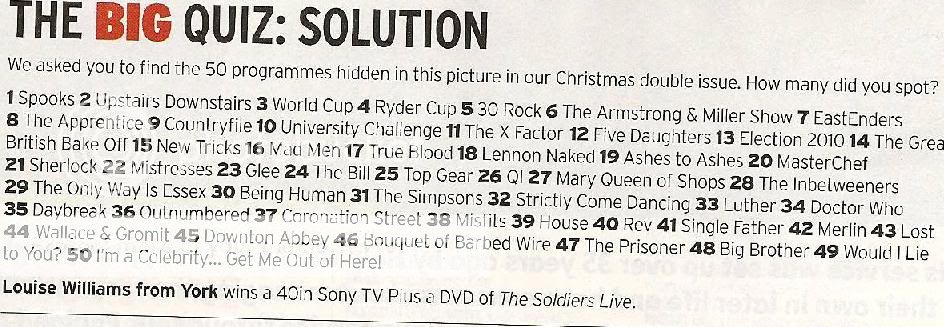 THE BIG QUIZ: SOLUTION
We asked you to find the 50 programmes hidden in this picture in our Christmas double issue. How many did you spot?
1 Spooks 2 Upstairs Downstairs 3 World Cup 4 Ryder Cup 5 30 Rock 6 The Armstrong & Miller Show 7 EastEnders
8 The Apprentice 9 Countryfile 10 University Challenge 11 The X Factor 12 Five Daughters 13 Election 2010 14 The Grea
British Bake Off 15 New Tricks 16 Mad Men 17 True Blood 18 Lennon Naked 19 Ashes to Ashes 20 MasterChef
21 Sherlock 22 Mistresses 23 Glee 24 The Bill 25 Top Gear 26 QI 27 Mary Queen of Shops 28 The Inbetweeners
29 The Only Way Is Essex 30 Being Human 31 The Simpsons 32 Strictly Come Dancing 33 Luther 34 Doctor Who
35 Daybreak 36 Outnumbered 37 Coronation Street 38 Misfits 39 House 40 Rev 41 Single Father 42 Merlin 43 Lost
44 Wallace & Gromit 45 Downton Abbey 46 Bouquet of Barbed Wire 47 The Prisoner 48 Big Brother 49 Would I Lie
to You? 50 I'm a Celebrity... Get Me Out of Here!
Louise Williams from York wins a 40in Sony TV Plus a DVD of The Soldiers Live.